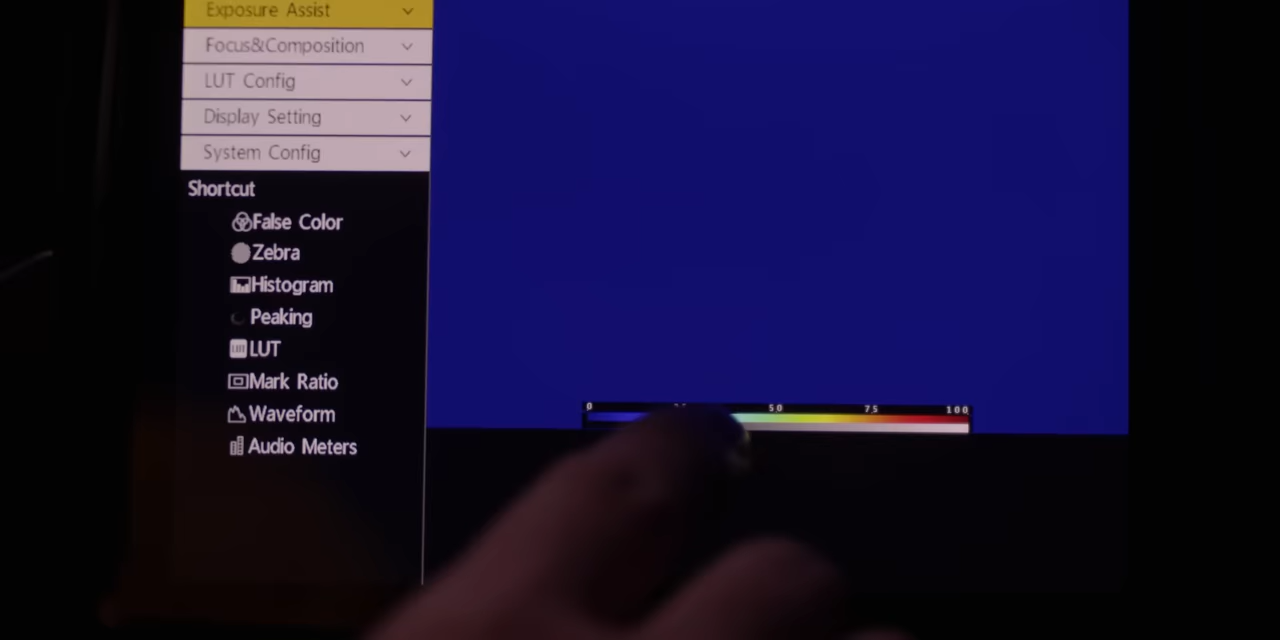 Exposure Assist
Focus&Composition
LUT Config
Display Setting
System Config
Shortcut
False Color
Zebra
Histogram
Peaking
LUT
Mark Ratio
Waveform
Audio Meters
0 50 75 100